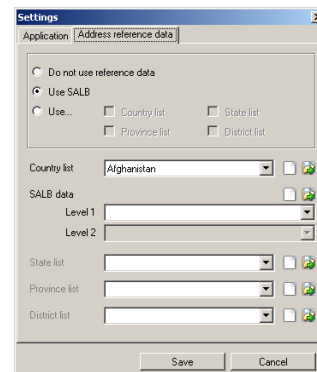 Settings
Application Address reference data
Do not use reference data
Use SALB
Use... Country list State list
Province list District list
Country list Afghanistan
SALB data
Level 1
Level 2
State list
Province list
District list
Save Cancel